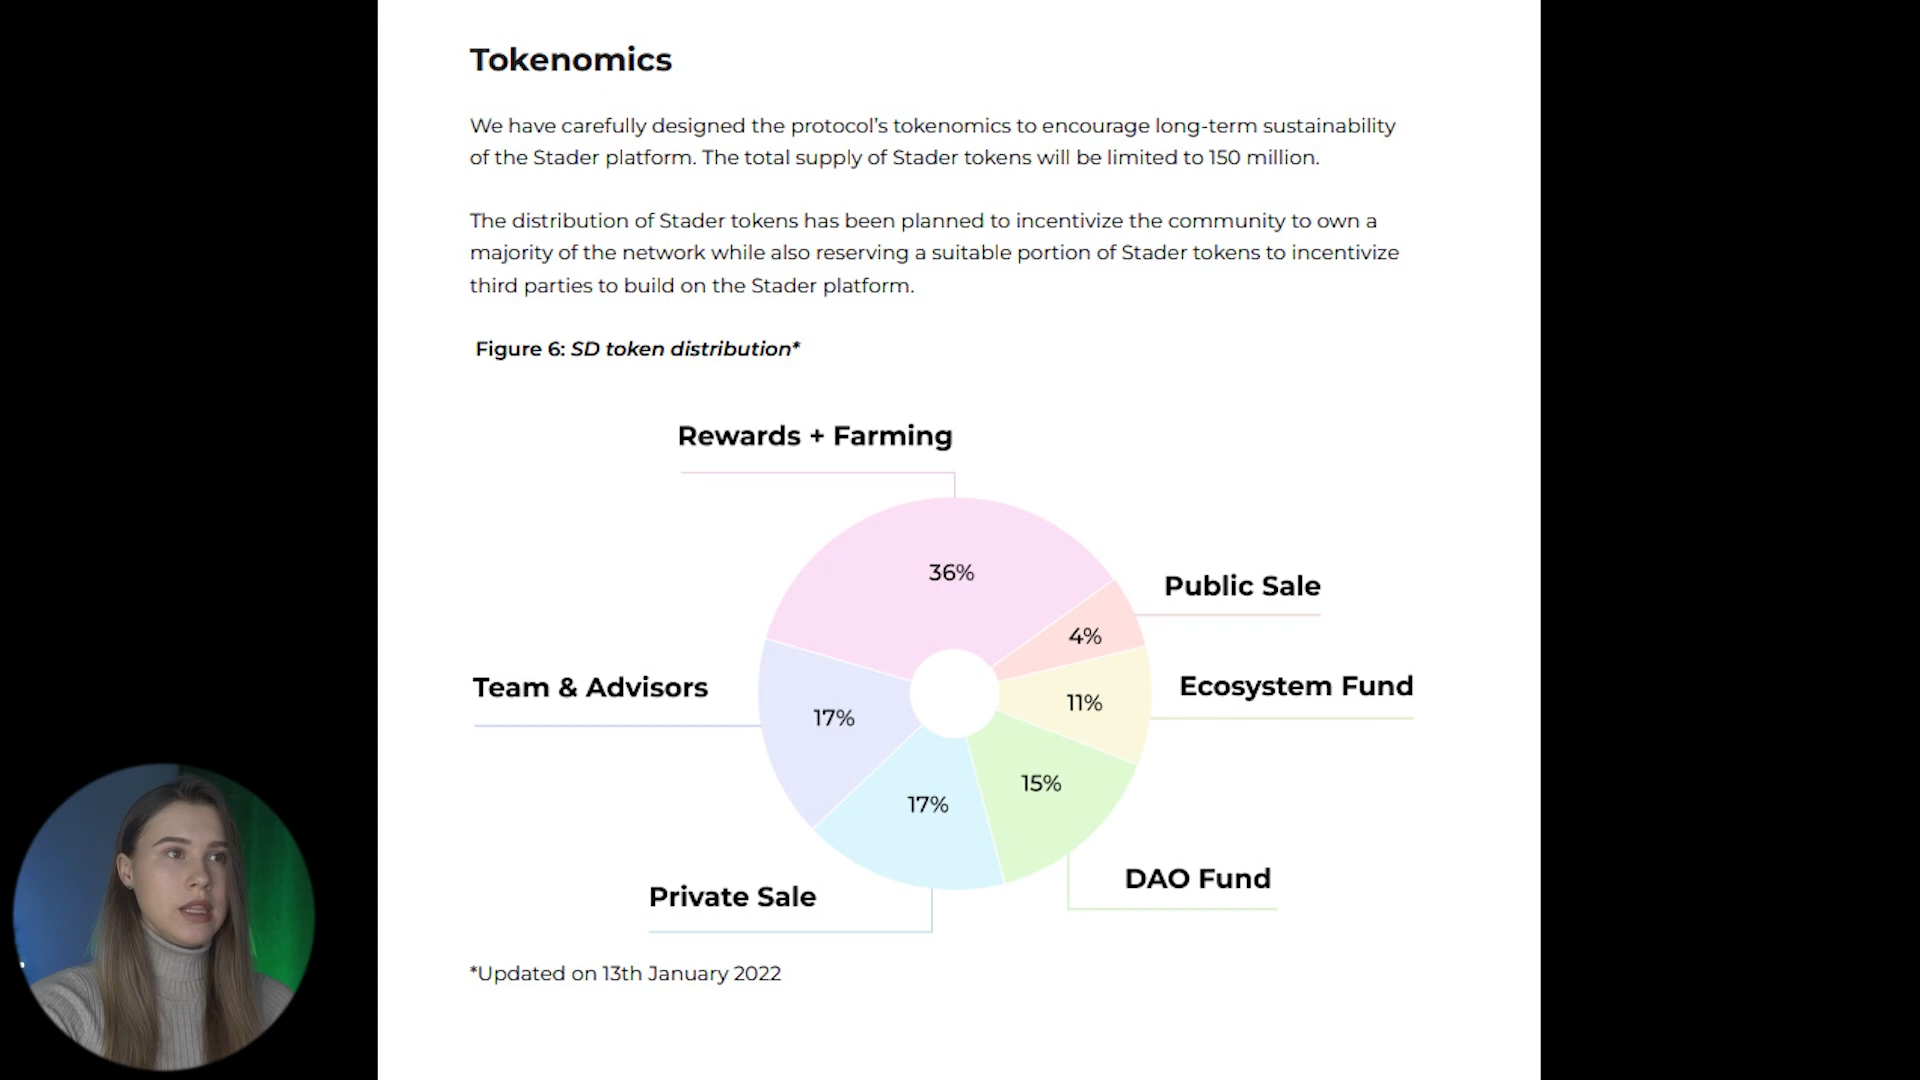 Tokenomics
We have carefully designed the protocol's tokenomics to encourage long-term sustainability
of the Stader platform. The total supply of Stader tokens will be limited to 150 million.
The distribution of Stader tokens has been planned to incentivize the community to own a
majority of the network while also reserving a suitable portion of Stader tokens to incentivize
third parties to build on the Stader platform.
Figure 6: SD token distribution*
Rewards + Farming
36%
Public Sale
4%
Team & Advisors
17%
Ecosystem Fund
11%
15%
17%
DAO Fund
Private Sale
*Updated on 13th January 2022